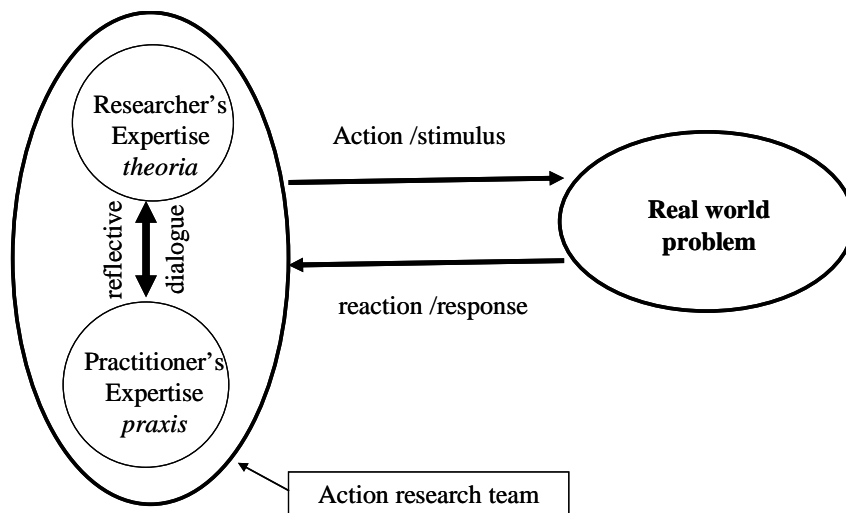 Researcher's
Expertise
theoria
reflective
dialogue
Practitioner's
Expertise
praxis
Action /stimulus
reaction /response
Real world
problem
Action research team